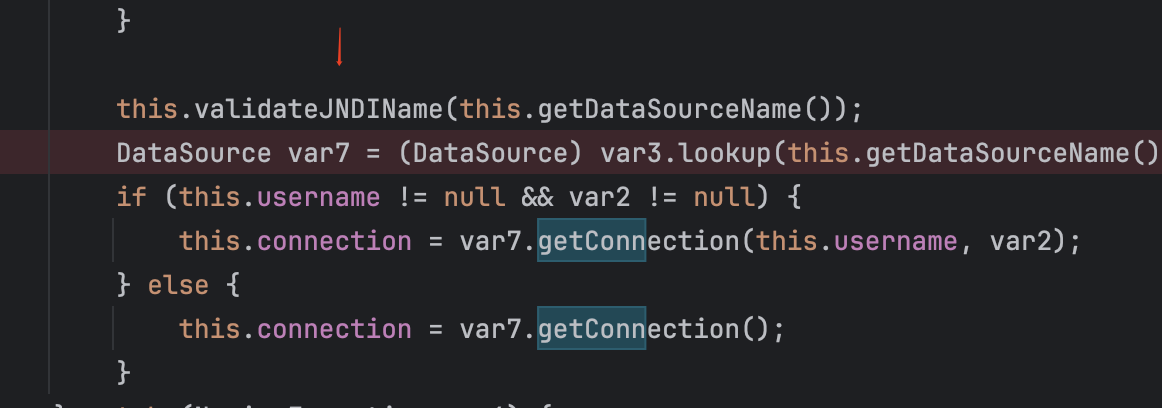 }
this.validateJNDIName(this.getDataSourceName());
DataSource var7 = (DataSource) var3.lookup(this.getDataSourceName()
if (this.username != null && var2 != null) {
this.connection = var7.getConnection(this.username, var2);
} else {
this.connection = var7.getConnection();
}